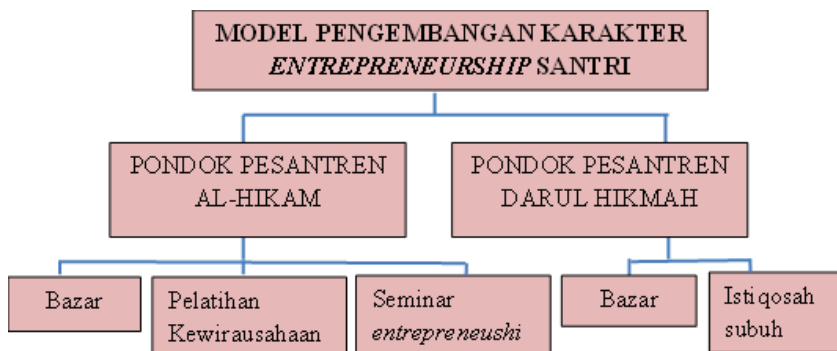 MODEL PENGEMBANGAN KARAKTER
ENTREPRENEURSHIP SANTRI
PONDOK PESANTREN
AL-HIKAM
PONDOK PESANTREN
DARUL HIKMAH
Bazar
Pelatihan
Kewirausahaan
Seminar
entrepreneushi
Bazar
Istiqosah
subuh